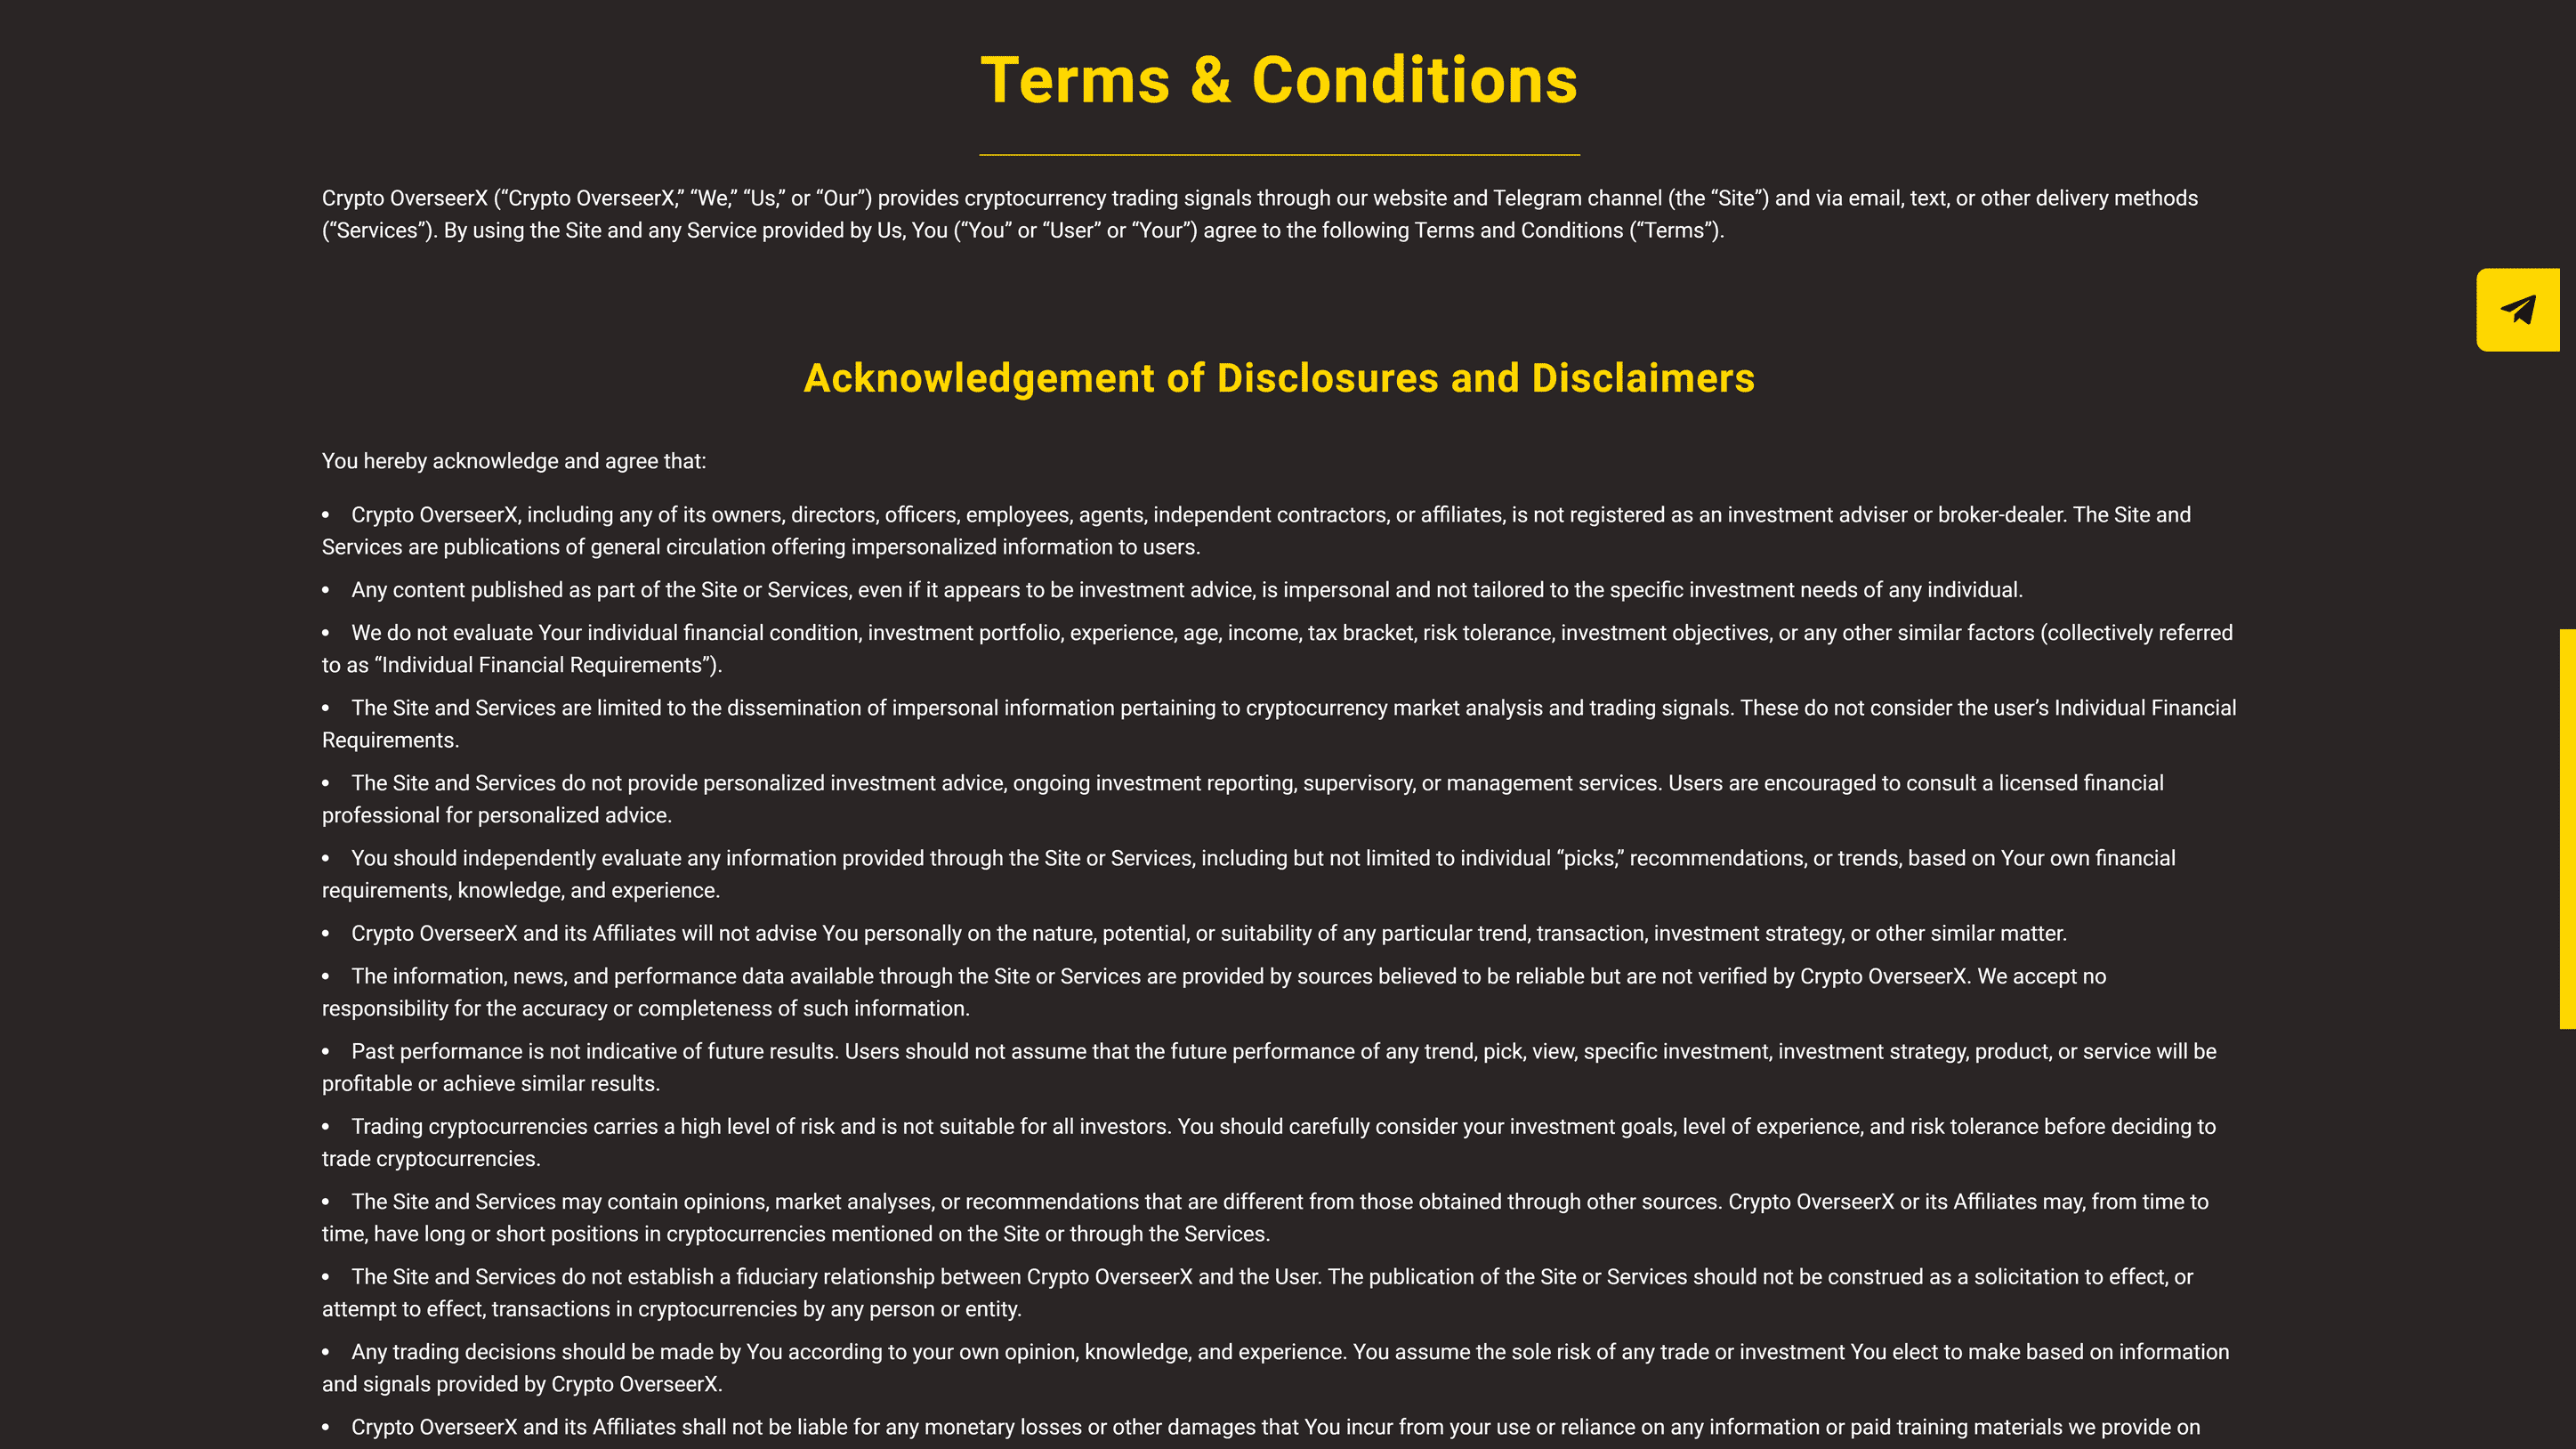 Terms & Conditions
Crypto OverseerX (“Crypto OverseerX,” “We,” “Us,” or “Our”) provides cryptocurrency trading signals through our website and Telegram channel (the “Site”) and via email, text, or other delivery methods
(“Services”). By using the Site and any Service provided by Us, You (“You” or “User” or “Your”) agree to the following Terms and Conditions (“Terms”).
Acknowledgement of Disclosures and Disclaimers
You hereby acknowledge and agree that:
• Crypto OverseerX, including any of its owners, directors, officers, employees, agents, independent contractors, or affiliates, is not registered as an investment adviser or broker-dealer. The Site and
Services are publications of general circulation offering impersonalized information to users.
• Any content published as part of the Site or Services, even if it appears to be investment advice, is impersonal and not tailored to the specific investment needs of any individual.
• We do not evaluate Your individual financial condition, investment portfolio, experience, age, income, tax bracket, risk tolerance, investment objectives, or any other similar factors (collectively referred
to as “Individual Financial Requirements”).
• The Site and Services are limited to the dissemination of impersonal information pertaining to cryptocurrency market analysis and trading signals. These do not consider the user’s Individual Financial
Requirements.
• The Site and Services do not provide personalized investment advice, ongoing investment reporting, supervisory, or management services. Users are encouraged to consult a licensed financial
professional for personalized advice.
• You should independently evaluate any information provided through the Site or Services, including but not limited to individual “picks,” recommendations, or trends, based on Your own financial
requirements, knowledge, and experience.
• Crypto OverseerX and its Affiliates will not advise You personally on the nature, potential, or suitability of any particular trend, transaction, investment strategy, or other similar matter.
• The information, news, and performance data available through the Site or Services are provided by sources believed to be reliable but are not verified by Crypto OverseerX. We accept no
responsibility for the accuracy or completeness of such information.
• Past performance is not indicative of future results. Users should not assume that the future performance of any trend, pick, view, specific investment, investment strategy, product, or service will be
profitable or achieve similar results.
• Trading cryptocurrencies carries a high level of risk and is not suitable for all investors. You should carefully consider your investment goals, level of experience, and risk tolerance before deciding to
trade cryptocurrencies.
• The Site and Services may contain opinions, market analyses, or recommendations that are different from those obtained through other sources. Crypto OverseerX or its Affiliates may, from time to
time, have long or short positions in cryptocurrencies mentioned on the Site or through the Services.
• The Site and Services do not establish a fiduciary relationship between Crypto OverseerX and the User. The publication of the Site or Services should not be construed as a solicitation to effect, or
attempt to effect, transactions in cryptocurrencies by any person or entity.
• Any trading decisions should be made by You according to your own opinion, knowledge, and experience. You assume the sole risk of any trade or investment You elect to make based on information
and signals provided by Crypto OverseerX.
• Crypto OverseerX and its Affiliates shall not be liable for any monetary losses or other damages that You incur from your use or reliance on any information or paid training materials we provide on